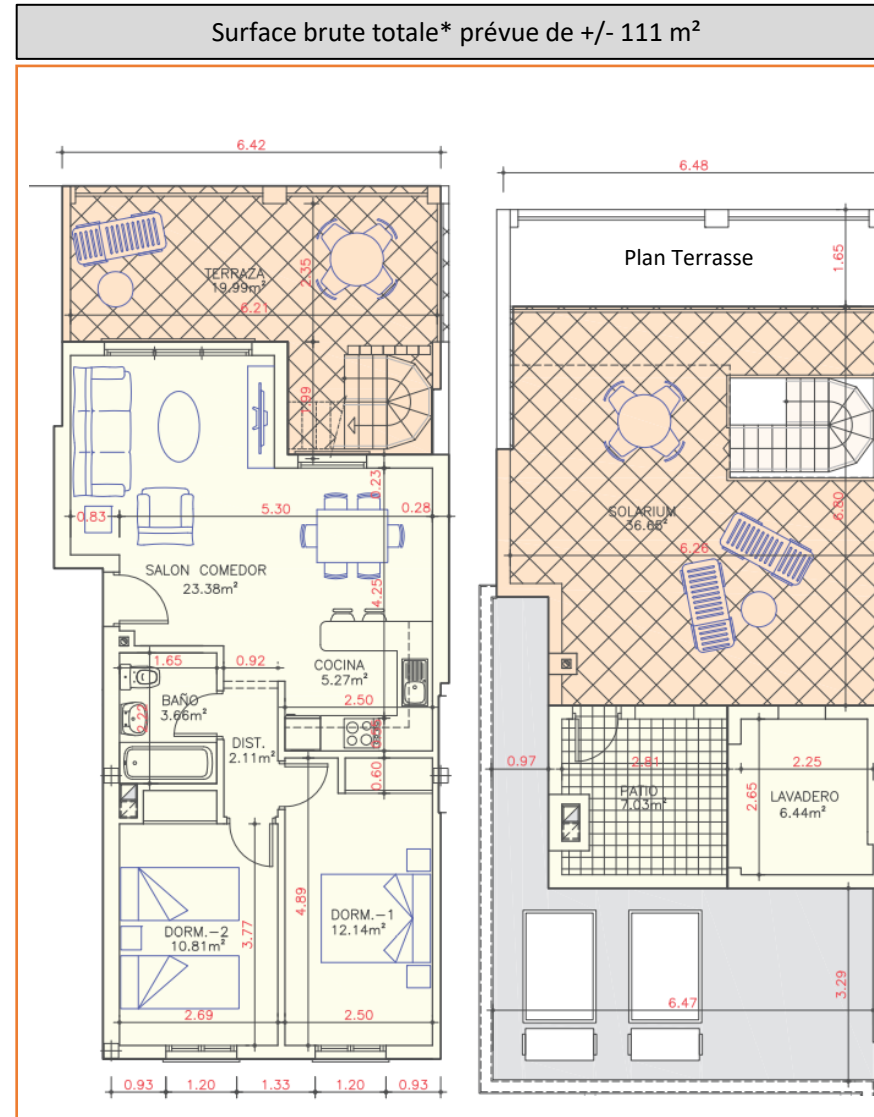 Surface brute totale* prévue de +/- 111 m²
6.42
6.48
Plan Terrasse
1.65
TERRAZA
19.99m²
2.35
6.21
1.99
0.23
0.83
5.30
0.28
SALON COMEDOR
23.38m²
4.25
SOLARIUM
36.65²
6.26
6.80
1.65
0.92
COCINA
5.27m²
2.50
BAÑO
3.66m²
2.22
DIST.
2.11m²
0.60
0.97
2.81
2.25
PATIO
7.03m²
2.65
LAVADERO
6.44m²
4.89
DORM.-1
12.14m²
DORM.-2
10.81m²
3.77
2.69
2.50
3.29
6.47
0.93
1.20
1.33
1.20
0.93